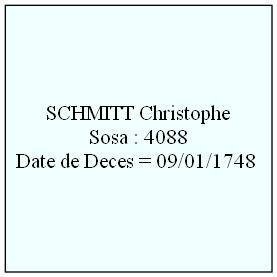 SCHMITT Christophe
Sosa : 4088
Date de Deces = 09/01/1748